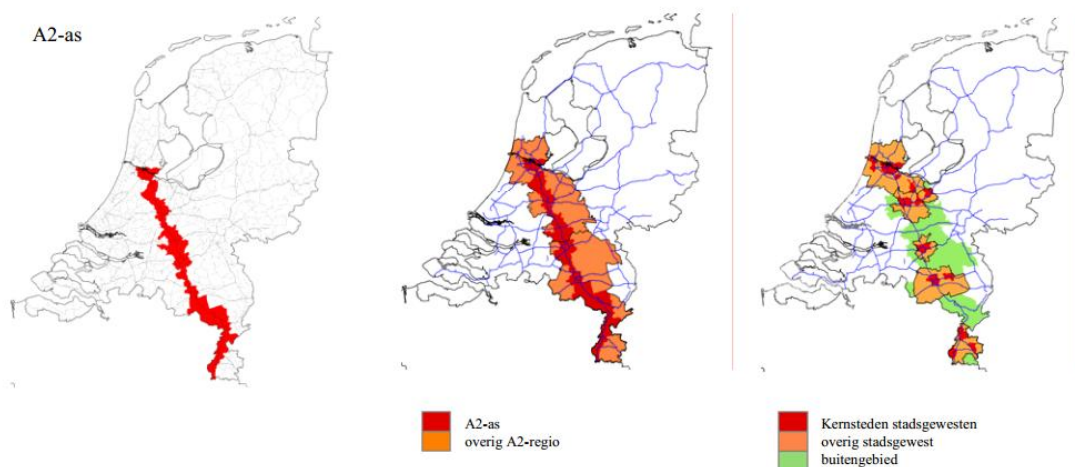 A2-as
A2-as
overig A2-regio
Kernsteden stadsgewesten
overig stadsgewest
buitengebied